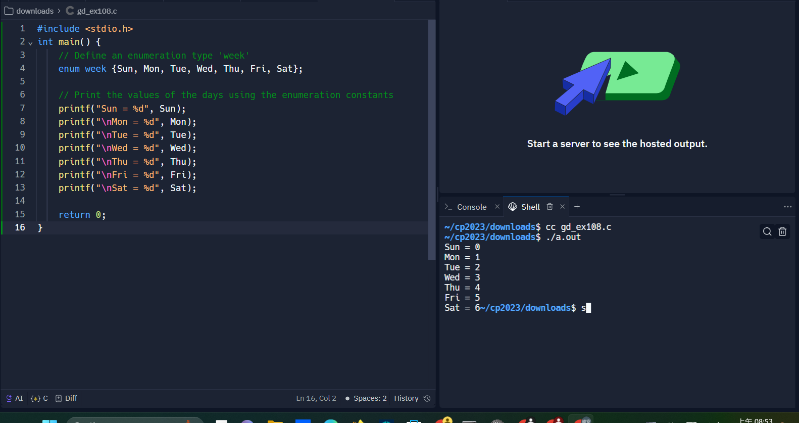 downloads > C gd_ex108.c
1 #include <stdio.h>
2 int main() {
3 // Define an enumeration type 'week'
4 enum week {Sun, Mon, Tue, Wed, Thu, Fri, Sat};
5
6 // Print the values of the days using the enumeration constants
7 printf("Sun = %d", Sun);
8 printf("\nMon = %d", Mon);
9 printf("\nTue = %d", Tue);
10 printf("\nWed = %d", Wed);
11 printf("\nThu = %d", Thu);
12 printf("\nFri = %d", Fri);
13 printf("\nSat = %d", Sat);
14
15 return 0;
16 }
AI {} C Diff Ln 16, Col 2 Spaces: 2 History
Start a server to see the hosted output.
Console × Shell ×
~/cp2023/downloads$ cc gd_ex108.c
~/cp2023/downloads$ ./a.out
Sun = 0
Mon = 1
Tue = 2
Wed = 3
Thu = 4
Fri = 5
Sat = 6~/cp2023/downloads$ s
上午 08:53